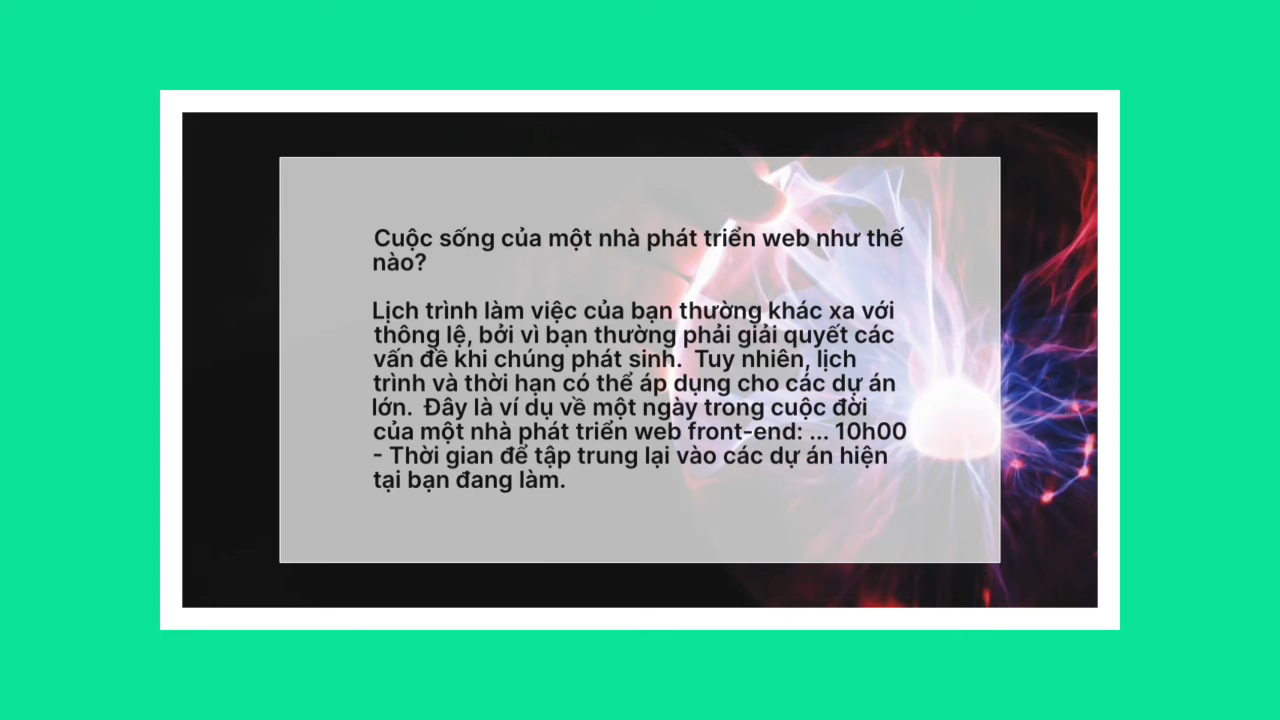 Cuộc sống của một nhà phát triển web như thế
nào?
Lịch trình làm việc của bạn thường khác xa với
thông lệ, bởi vì bạn thường phải giải quyết các
vấn đề khi chúng phát sinh.  Tuy nhiên, lịch
trình và thời hạn có thể áp dụng cho các dự án
lớn.  Đây là ví dụ về một ngày trong cuộc đời
của một nhà phát triển web front-end: ... 10h00
- Thời gian để tập trung lại vào các dự án hiện
tại bạn đang làm.